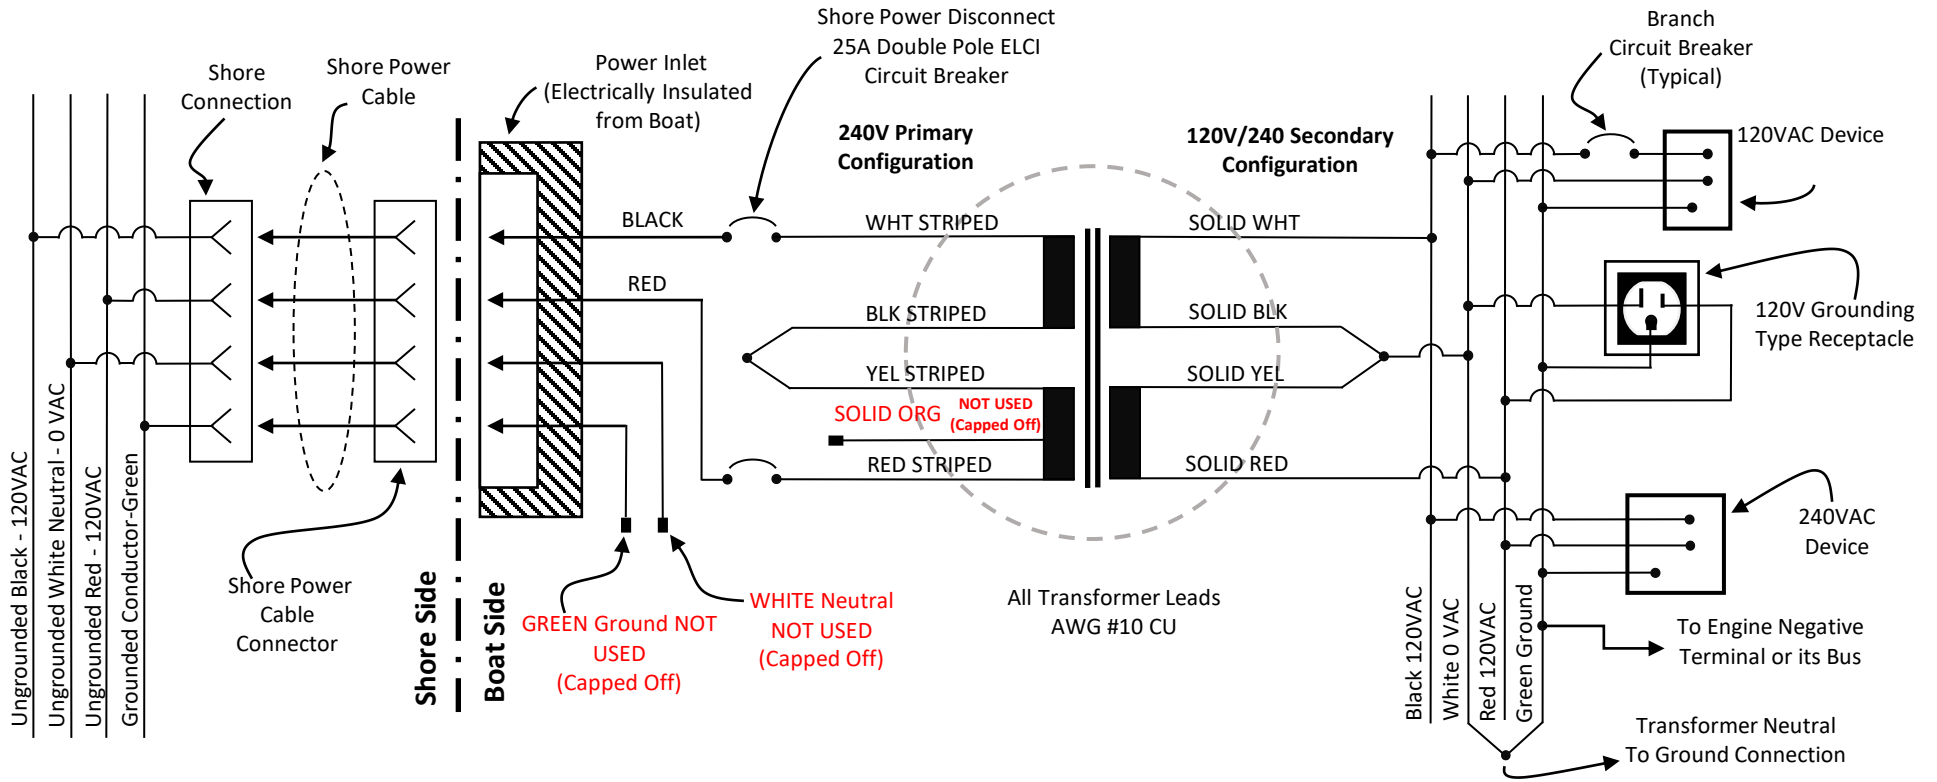 Shore
Connection
Shore Power
Cable
Power Inlet
(Electrically Insulated
from Boat)
Shore Power Disconnect
25A Double Pole ELCI
Circuit Breaker
240V Primary
Configuration
120V/240 Secondary
Configuration
Branch
Circuit Breaker
(Typical)
120VAC Device
120V Grounding
Type Receptacle
240VAC
Device
BLACK
RED
WHT STRIPED
BLK STRIPED
YEL STRIPED
SOLID ORG
NOT USED
(Capped Off)
RED STRIPED
SOLID WHT
SOLID BLK
SOLID YEL
SOLID RED
Ungrounded Black - 120VAC
Ungrounded White Neutral - 0 VAC
Ungrounded Red - 120VAC
Grounded Conductor-Green
Shore Power
Cable
Connector
Shore Side
Boat Side
GREEN Ground NOT
USED
(Capped Off)
WHITE Neutral
NOT USED
(Capped Off)
All Transformer Leads
AWG #10 CU
Black 120VAC
White 0 VAC
Red 120VAC
Green Ground
To Engine Negative
Terminal or its Bus
Transformer Neutral
To Ground Connection